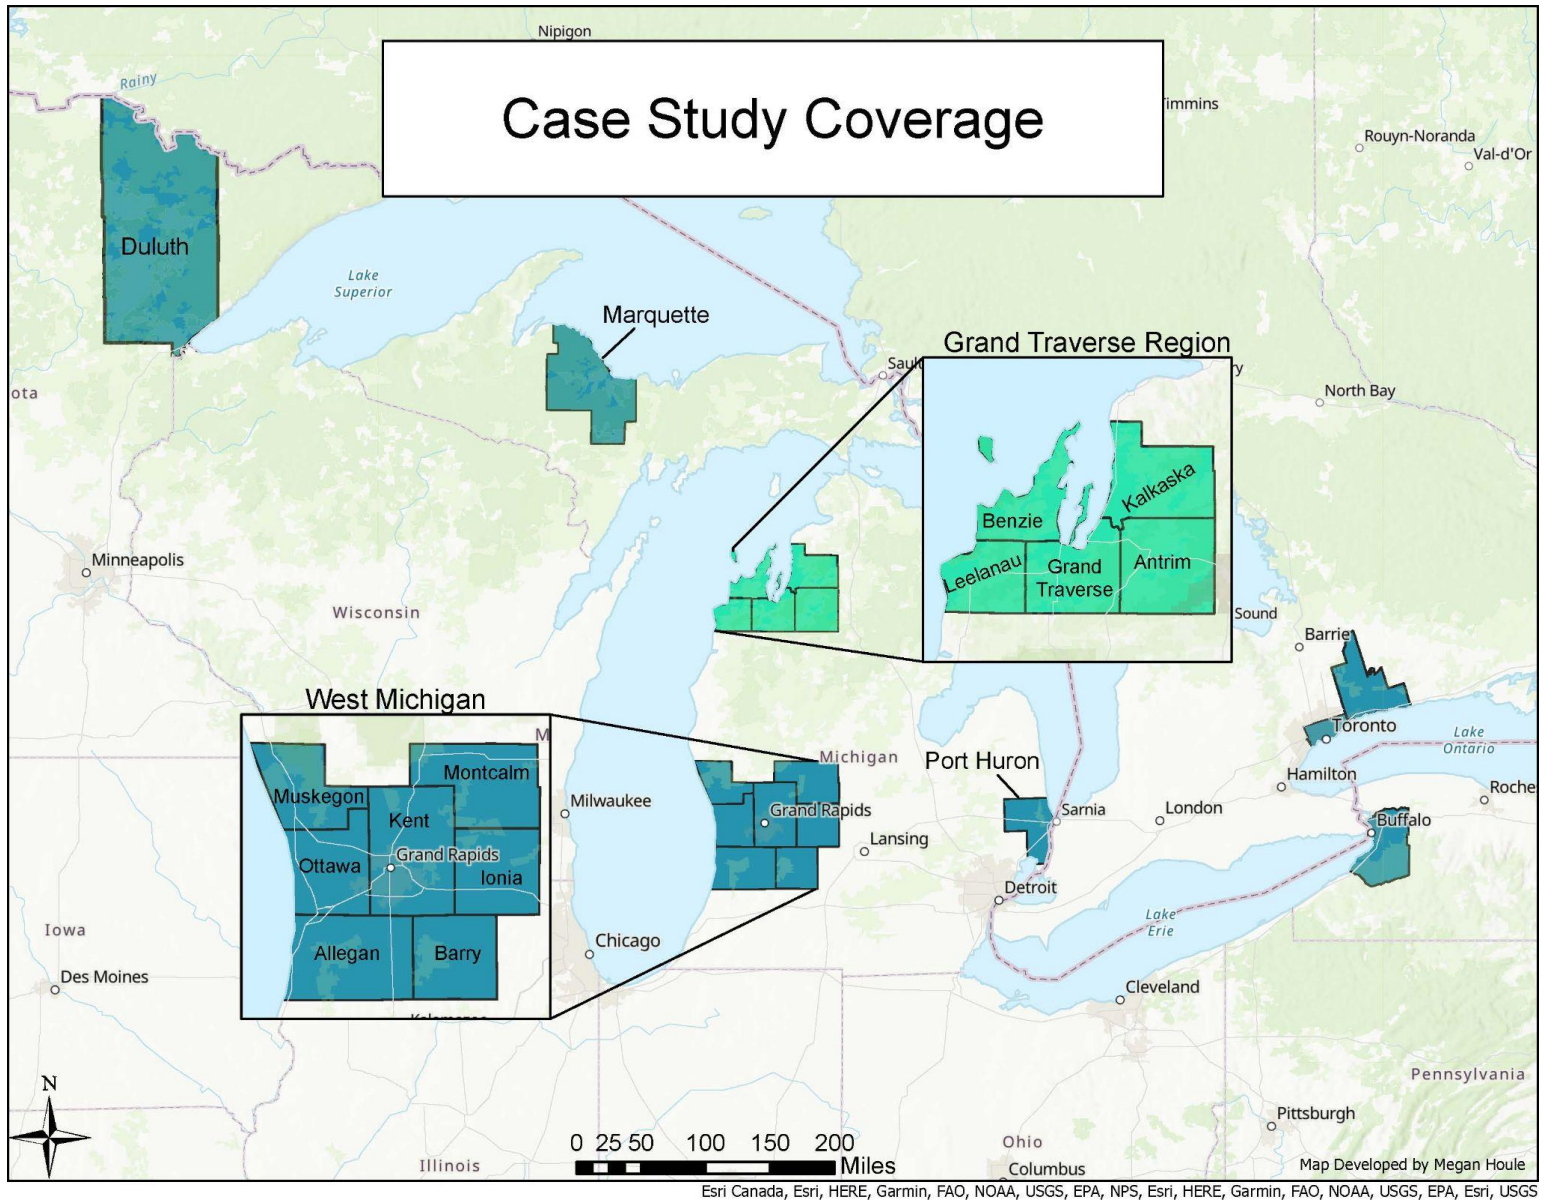 Nipigon
Case Study Coverage
Rainy
immins
Rouyn-Noranda
Val-d'Or
Duluth
Lake
Superior
Marquette
Grand Traverse Region
Saul
ry
North Bay
ota
Kalkaska
Benzie
Leelanau
Grand
Traverse
Antrim
Minneapolis
Wisconsin
Sound
Barrie
West Michigan
M
Toronto
Lake
Ontario
Michigan
Port Huron
Hamilton
Roche
Muskegon
Montcalm
Kent
Milwaukee
Grand Rapids
Sarnia
London
Buffalo
Lansing
Ottawa
Grand Rapids
Ionia
Detroit
Lake
Erie
Iowa
Allegan
Barry
Chicago
Des Moines
Cleveland
Pennsylvania
N
Pittsburgh
0 25 50 100 150 200
Miles
Ohio
Illinois
Columbus
Map Developed by Megan Houle
Esri Canada, Esri, HERE, Garmin, FAO, NOAA, USGS, EPA, NPS, Esri, HERE, Garmin, FAO, NOAA, USGS, EPA, Esri, USGS